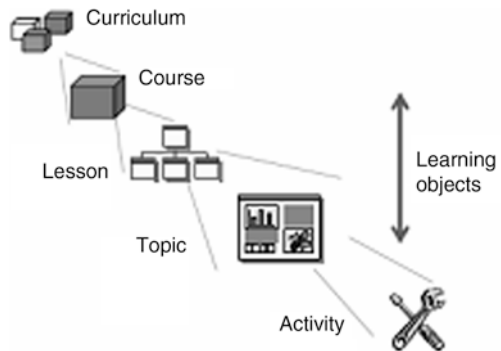 Curriculum
Course
Lesson
Learning
objects
Topic
Activity